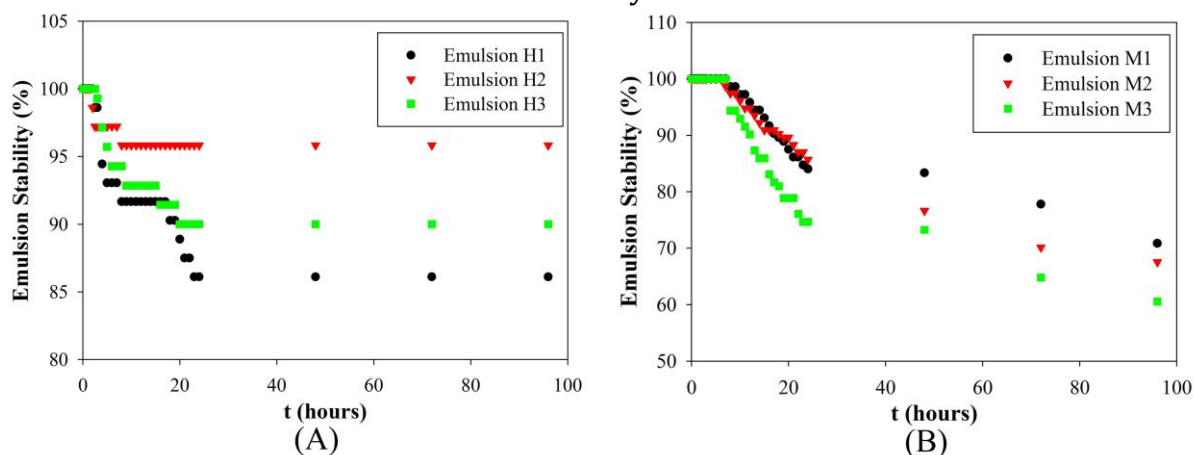 y
105
100
95
90
85
80
Emulsion Stability (%)
Emulsion H1
Emulsion H2
Emulsion H3
0 20 40 60 80 100
t (hours)
(A)
110
100
90
80
70
60
50
Emulsion Stability (%)
Emulsion M1
Emulsion M2
Emulsion M3
0 20 40 60 80 100
t (hours)
(B)